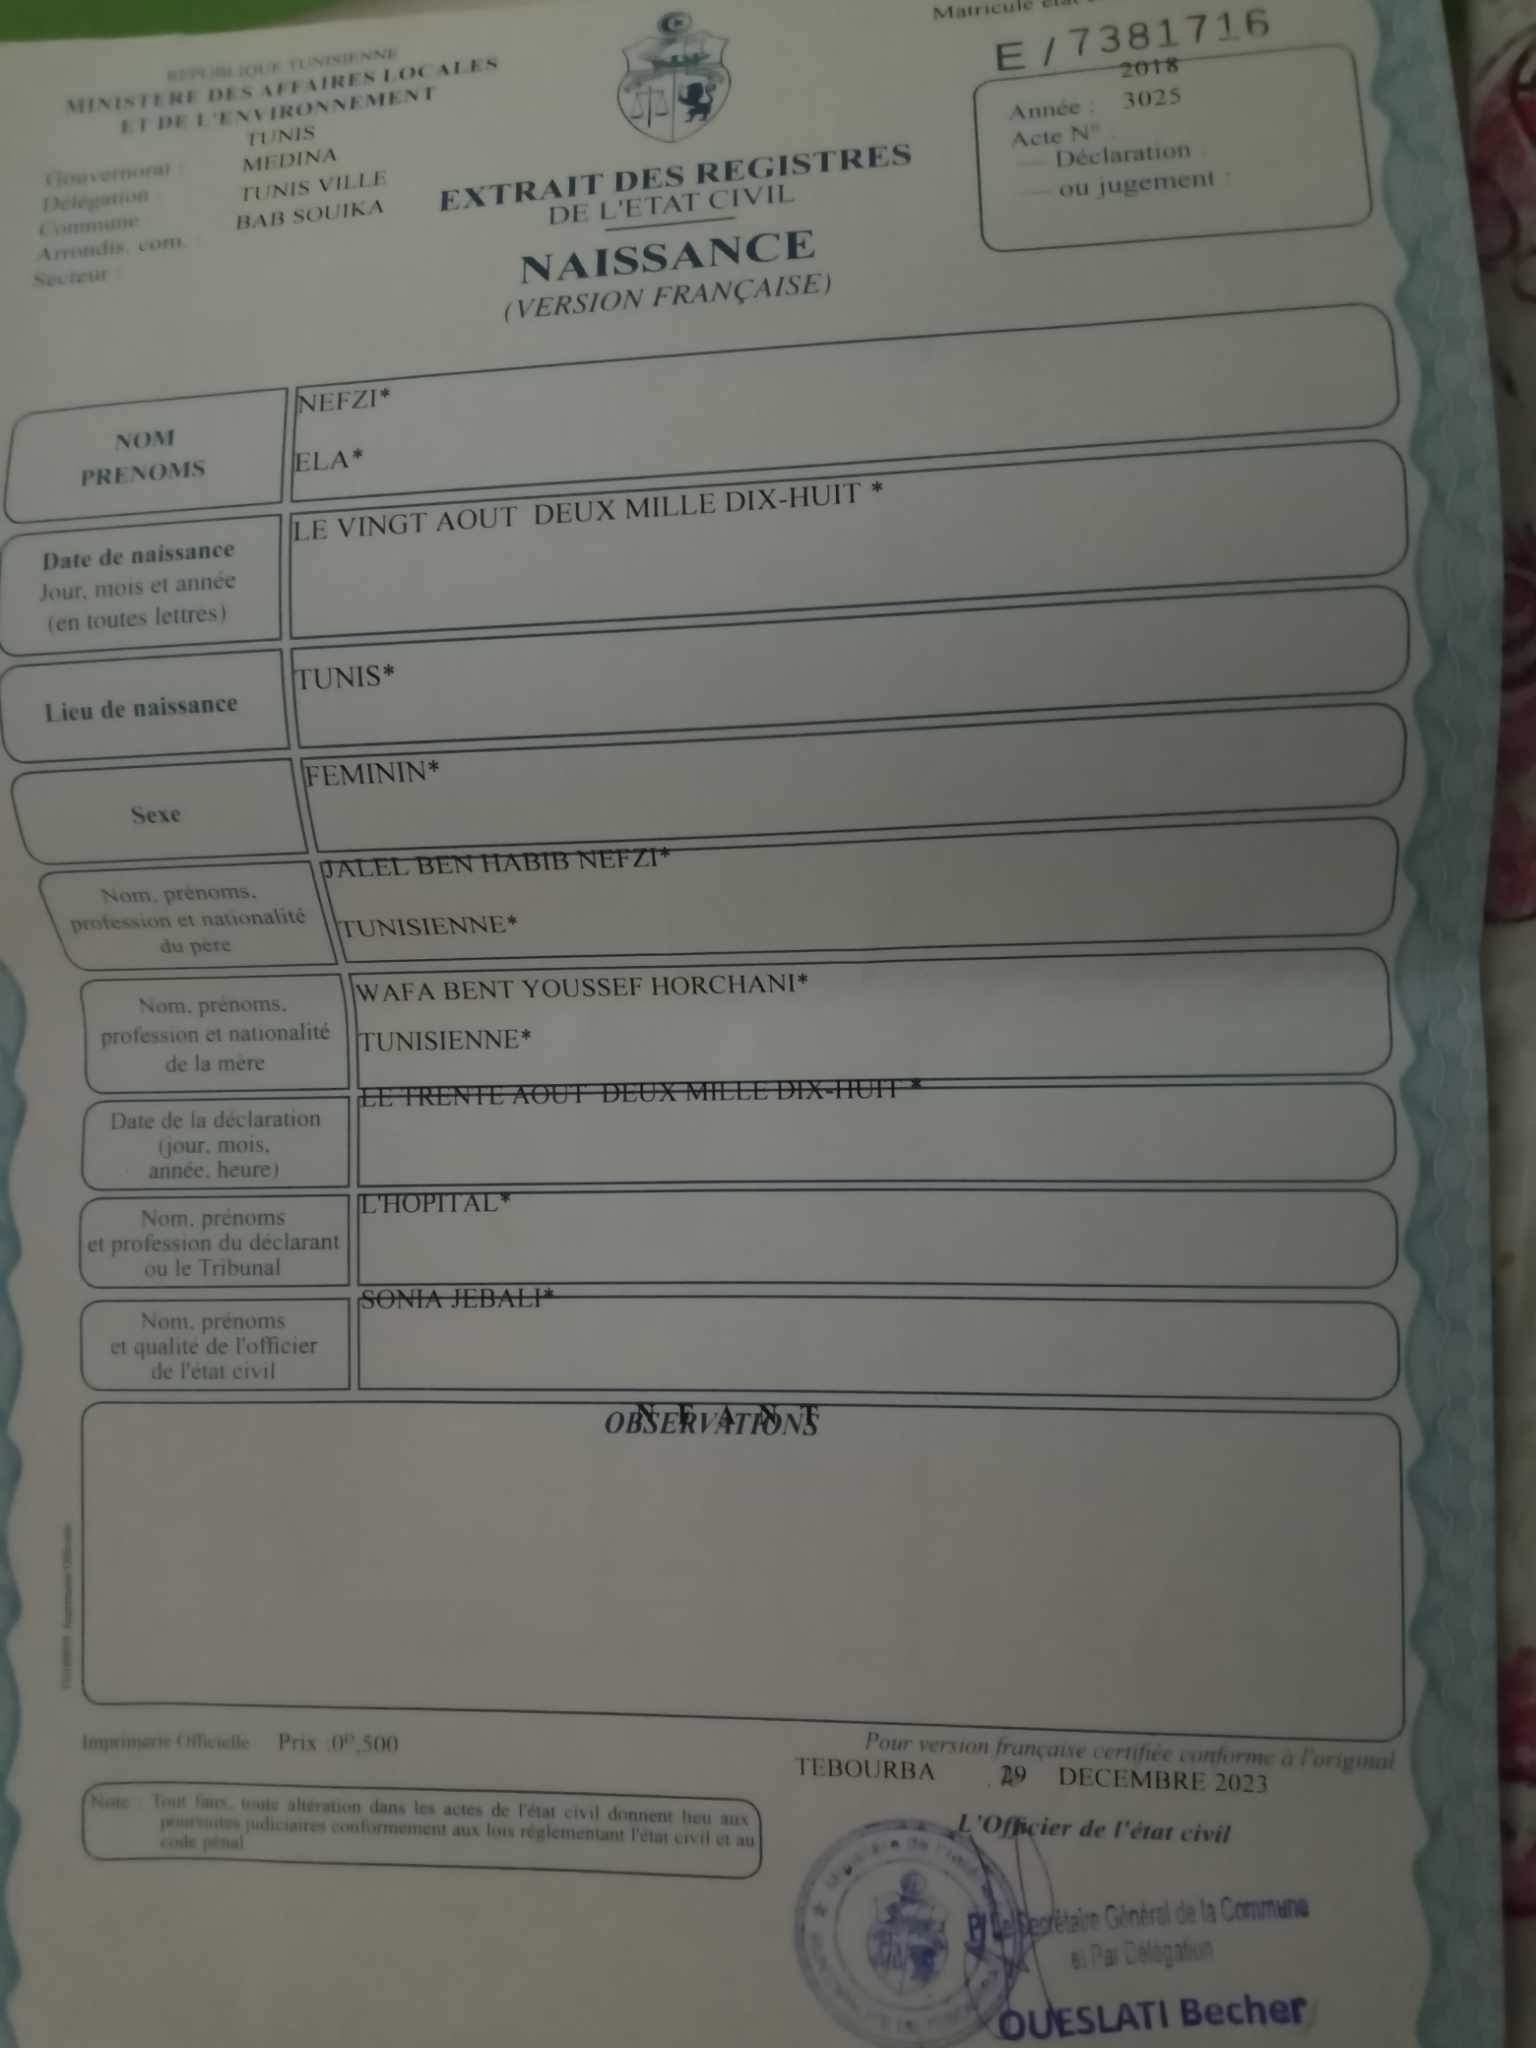 REPUBLIQUE TUNISIENNE
MINISTERE DES AFFAIRES LOCALES
ET DE L'ENVIRONNEMENT
Gouvernorat : TUNIS
Délégation : MEDINA
Commune TUNIS VILLE
Arrondis. com. : BAB SOUIKA
Secteur :
EXTRAIT DES REGISTRES
DE L'ETAT CIVIL
NAISSANCE
(VERSION FRANÇAISE)
Matricule état
E / 7381716
Année : 2018
Acte N° : 3025
Déclaration :
ou jugement :
NOM
PRENOMS
NEFZI*
ELA*
Date de naissance
Jour, mois et année
(en toutes lettres)
LE VINGT AOUT DEUX MILLE DIX-HUIT *
Lieu de naissance
TUNIS*
Sexe
FEMININ*
Nom, prénoms,
profession et nationalité
du père
JALEL BEN HABIB NEFZI*
TUNISIENNE*
Nom, prénoms,
profession et nationalité
de la mère
WAFA BENT YOUSSEF HORCHANI*
TUNISIENNE*
Date de la déclaration
(jour, mois,
année, heure)
LE TRENTE AOUT DEUX MILLE DIX-HUIT *
Nom, prénoms
et profession du déclarant
ou le Tribunal
L'HOPITAL*
Nom, prénoms
et qualité de l'officier
de l'état civil
SONIA JEBALI*
OBSERVATIONS
N E A N T
Imprimerie Officielle Prix :0ᴰ,500
Pour version française certifiée conforme à l'original
TEBOURBA 29 DECEMBRE 2023
Note : Tout faux, toute altération dans les actes de l'état civil donnent lieu aux
poursuites judiciaires conformement aux lois réglementant l'état civil et au
code pénal
L'Officier de l'état civil
Le Secrétaire Général de la Commune
et Par Délégation
OUESLATI Becher